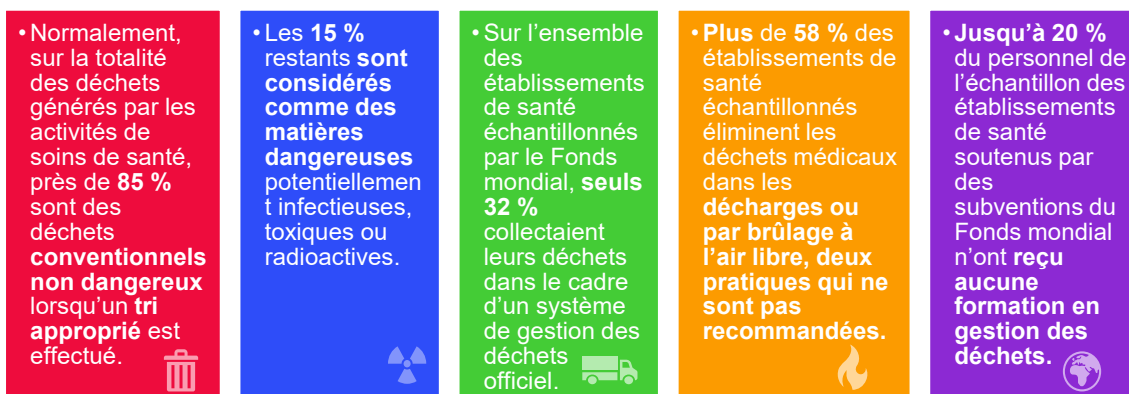 • Normalement,
sur la totalité
des déchets
générés par les
activités de
soins de santé,
près de 85 %
sont des
déchets
conventionnels
non dangereux
lorsqu’un tri
approprié est
effectué.
• Les 15 %
restants sont
considérés
comme des
matières
dangereuses
potentiellemen
t infectieuses,
toxiques ou
radioactives.
• Sur l’ensemble
des
établissements
de santé
échantillonnés
par le Fonds
mondial, seuls
32 %
collectaient
leurs déchets
dans le cadre
d’un système
de gestion des
déchets
officiel.
• Plus de 58 % des
établissements de
santé
échantillonnés
éliminent les
déchets médicaux
dans les
décharges ou
par brûlage à
l’air libre, deux
pratiques qui ne
sont pas
recommandées.
• Jusqu’à 20 %
du personnel de
l’échantillon des
établissements
de santé
soutenus par
des
subventions du
Fonds mondial
n’ont reçu
aucune
formation en
gestion des
déchets.